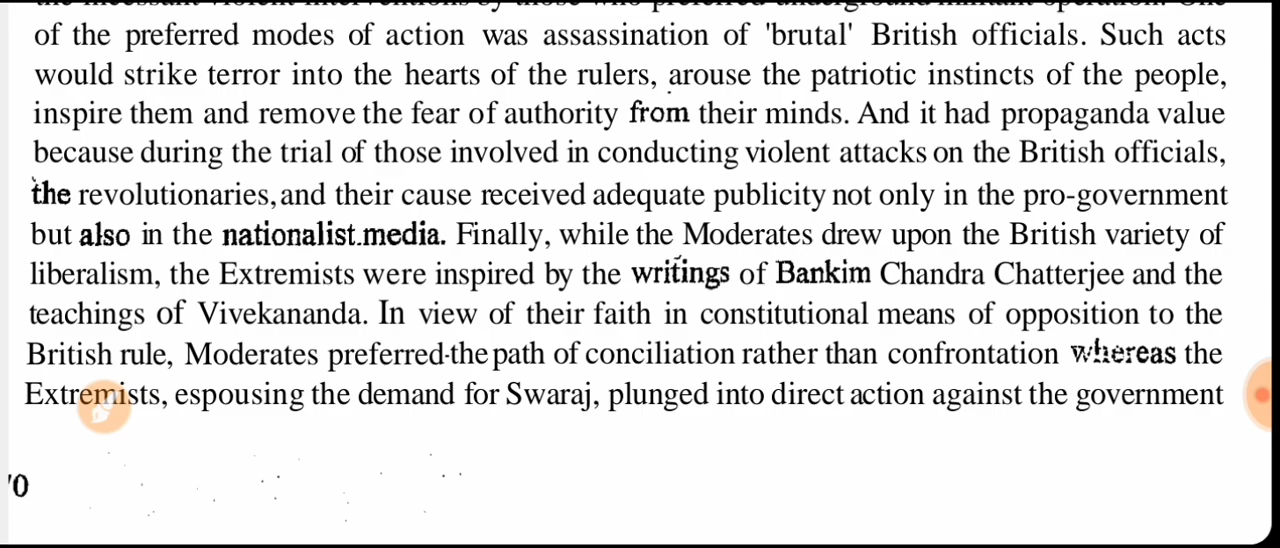 of the preferred modes of action was assassination of 'brutal' British officials. Such acts
would strike terror into the hearts of the rulers, arouse the patriotic instincts of the people,
inspire them and remove the fear of authority from their minds. And it had propaganda value
because during the trial of those involved in conducting violent attacks on the British officials,
the revolutionaries, and their cause received adequate publicity not only in the pro-government
but also in the nationalist.media. Finally, while the Moderates drew upon the British variety of
liberalism, the Extremists were inspired by the writings of Bankim Chandra Chatterjee and the
teachings of Vivekananda. In view of their faith in constitutional means of opposition to the
British rule, Moderates preferred-the path of conciliation rather than confrontation whereas the
Extremists, espousing the demand for Swaraj, plunged into direct action against the government